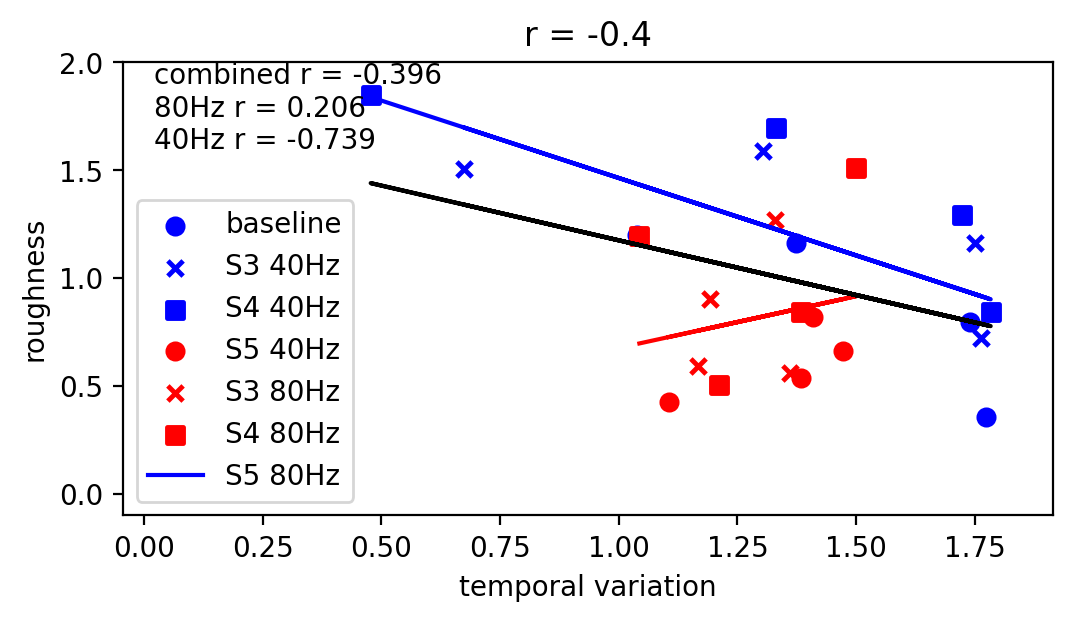 r = -0.4
combined r = -0.396
80Hz r = 0.206
40Hz r = -0.739
baseline
S3 40Hz
S4 40Hz
S5 40Hz
S3 80Hz
S4 80Hz
S5 80Hz
roughness
2.0
1.5
1.0
0.5
0.0
0.00 0.25 0.50 0.75 1.00 1.25 1.50 1.75
temporal variation